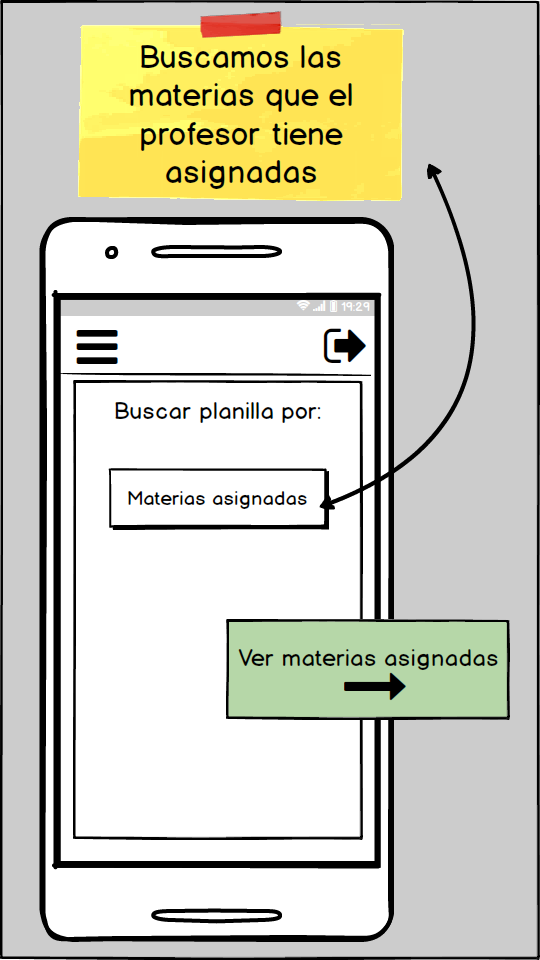 Buscamos las
materias que el
profesor tiene
asignadas
19:29
Buscar planilla por:
Materias asignadas
Ver materias asignadas